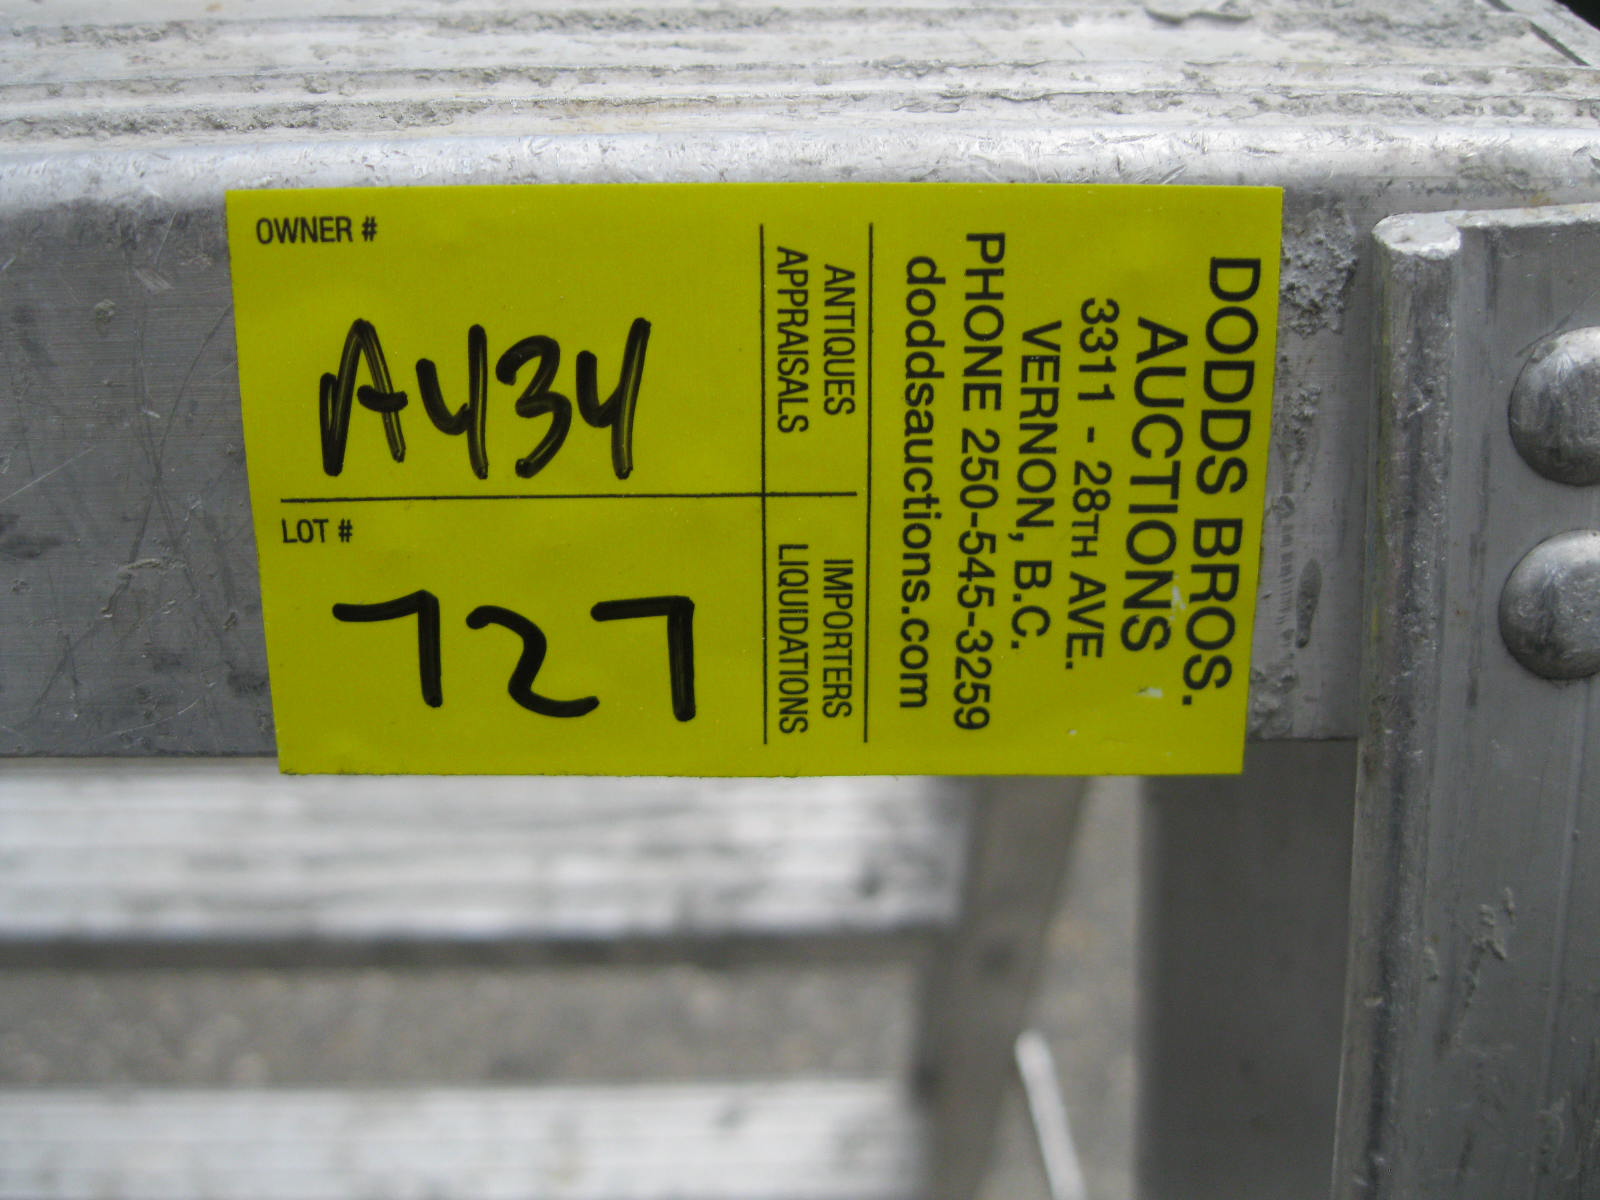 DODDS BROS.
AUCTIONS
3311 - 28TH AVE.
VERNON, B.C.
PHONE 250-545-3259
doddsauctions.com
ANTIQUES IMPORTERS
APPRAISALS LIQUIDATIONS
OWNER #
A434
LOT #
727